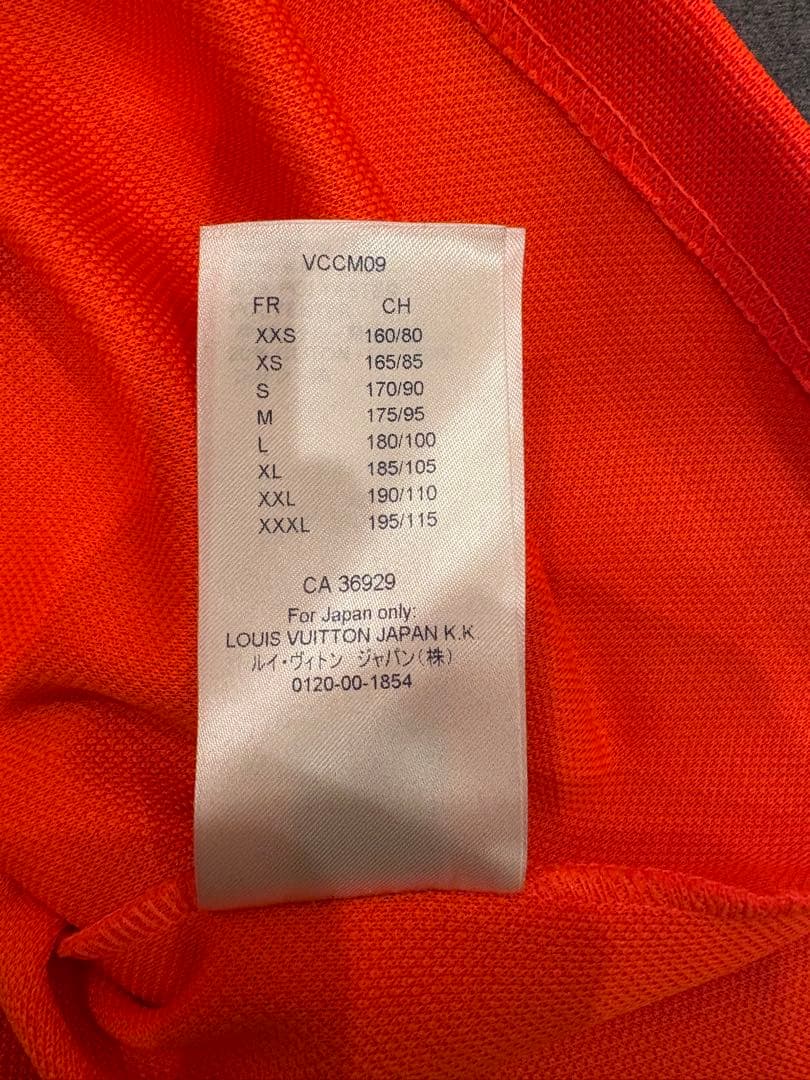 VCCM09
FR CH
XXS 160/80
XS 165/85
S 170/90
M 175/95
L 180/100
XL 185/105
XXL 190/110
XXXL 195/115
CA 36929
For Japan only:
LOUIS VUITTON JAPAN K.K.
ルイ・ヴィトン ジャパン(株)
0120-00-1854